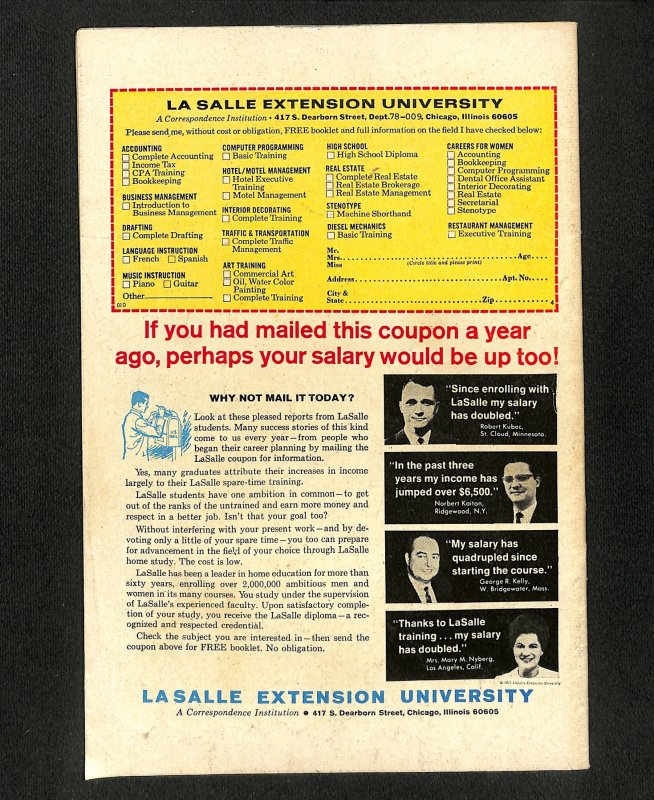 LA SALLE EXTENSION UNIVERSITY
A Correspondence Institution • 417 S. Dearborn Street, Dept. 78-009, Chicago, Illinois 60605
Please send me, without cost or obligation, FREE booklet and full information on the field I have checked below:
ACCOUNTING
Complete Accounting
Income Tax
CPA Training
Bookkeeping
BUSINESS MANAGEMENT
Introduction to
Business Management
DRAFTING
Complete Drafting
LANGUAGE INSTRUCTION
French Spanish
MUSIC INSTRUCTION
Piano Guitar
Other
010
COMPUTER PROGRAMMING
Basic Training
HOTEL/MOTEL MANAGEMENT
Hotel Executive
Training
Motel Management
INTERIOR DECORATING
Complete Training
TRAFFIC & TRANSPORTATION
Complete Traffic
Management
ART TRAINING
Commercial Art
Oil, Water Color
Painting
Complete Training
HIGH SCHOOL
High School Diploma
REAL ESTATE
Complete Real Estate
Real Estate Brokerage
Real Estate Management
STENOTYPE
Machine Shorthand
DIESEL MECHANICS
Basic Training
CAREERS FOR WOMEN
Accounting
Bookkeeping
Computer Programming
Dental Office Assistant
Interior Decorating
Real Estate
Secretarial
Stenotype
RESTAURANT MANAGEMENT
Executive Training
Mr.
Mrs. Age
Miss (Circle title and please print)
Address Apt. No.
City &
State Zip 4
If you had mailed this coupon a year
ago, perhaps your salary would be up too!
WHY NOT MAIL IT TODAY?
Look at these pleased reports from LaSalle
students. Many success stories of this kind
come to us every year—from people who
began their career planning by mailing the
LaSalle coupon for information.
Yes, many graduates attribute their increases in income
largely to their LaSalle spare-time training.
LaSalle students have one ambition in common—to get
out of the ranks of the untrained and earn more money and
respect in a better job. Isn't that your goal too?
Without interfering with your present work—and by de-
voting only a little of your spare time—you too can prepare
for advancement in the field of your choice through LaSalle
home study. The cost is low.
LaSalle has been a leader in home education for more than
sixty years, enrolling over 2,000,000 ambitious men and
women in its many courses. You study under the supervision
of LaSalle's experienced faculty. Upon satisfactory comple-
tion of your study, you receive the LaSalle diploma—a rec-
ognized and respected credential.
Check the subject you are interested in—then send the
coupon above for FREE booklet. No obligation.
U.S.
MAIL
"Since enrolling with
LaSalle my salary
has doubled."
Robert Kubec,
St. Cloud, Minnesota.
"In the past three
years my income has
jumped over $6,500."
Norbert Kaitan,
Ridgewood, N.Y.
"My salary has
quadrupled since
starting the course."
George R. Kelly,
W. Bridgewater, Mass.
"Thanks to LaSalle
training . . . my salary
has doubled."
Mrs. Mary M. Nyberg,
Los Angeles, Calif.
© 1971 LaSalle Extension University
LA SALLE EXTENSION UNIVERSITY
A Correspondence Institution • 417 S. Dearborn Street, Chicago, Illinois 60605